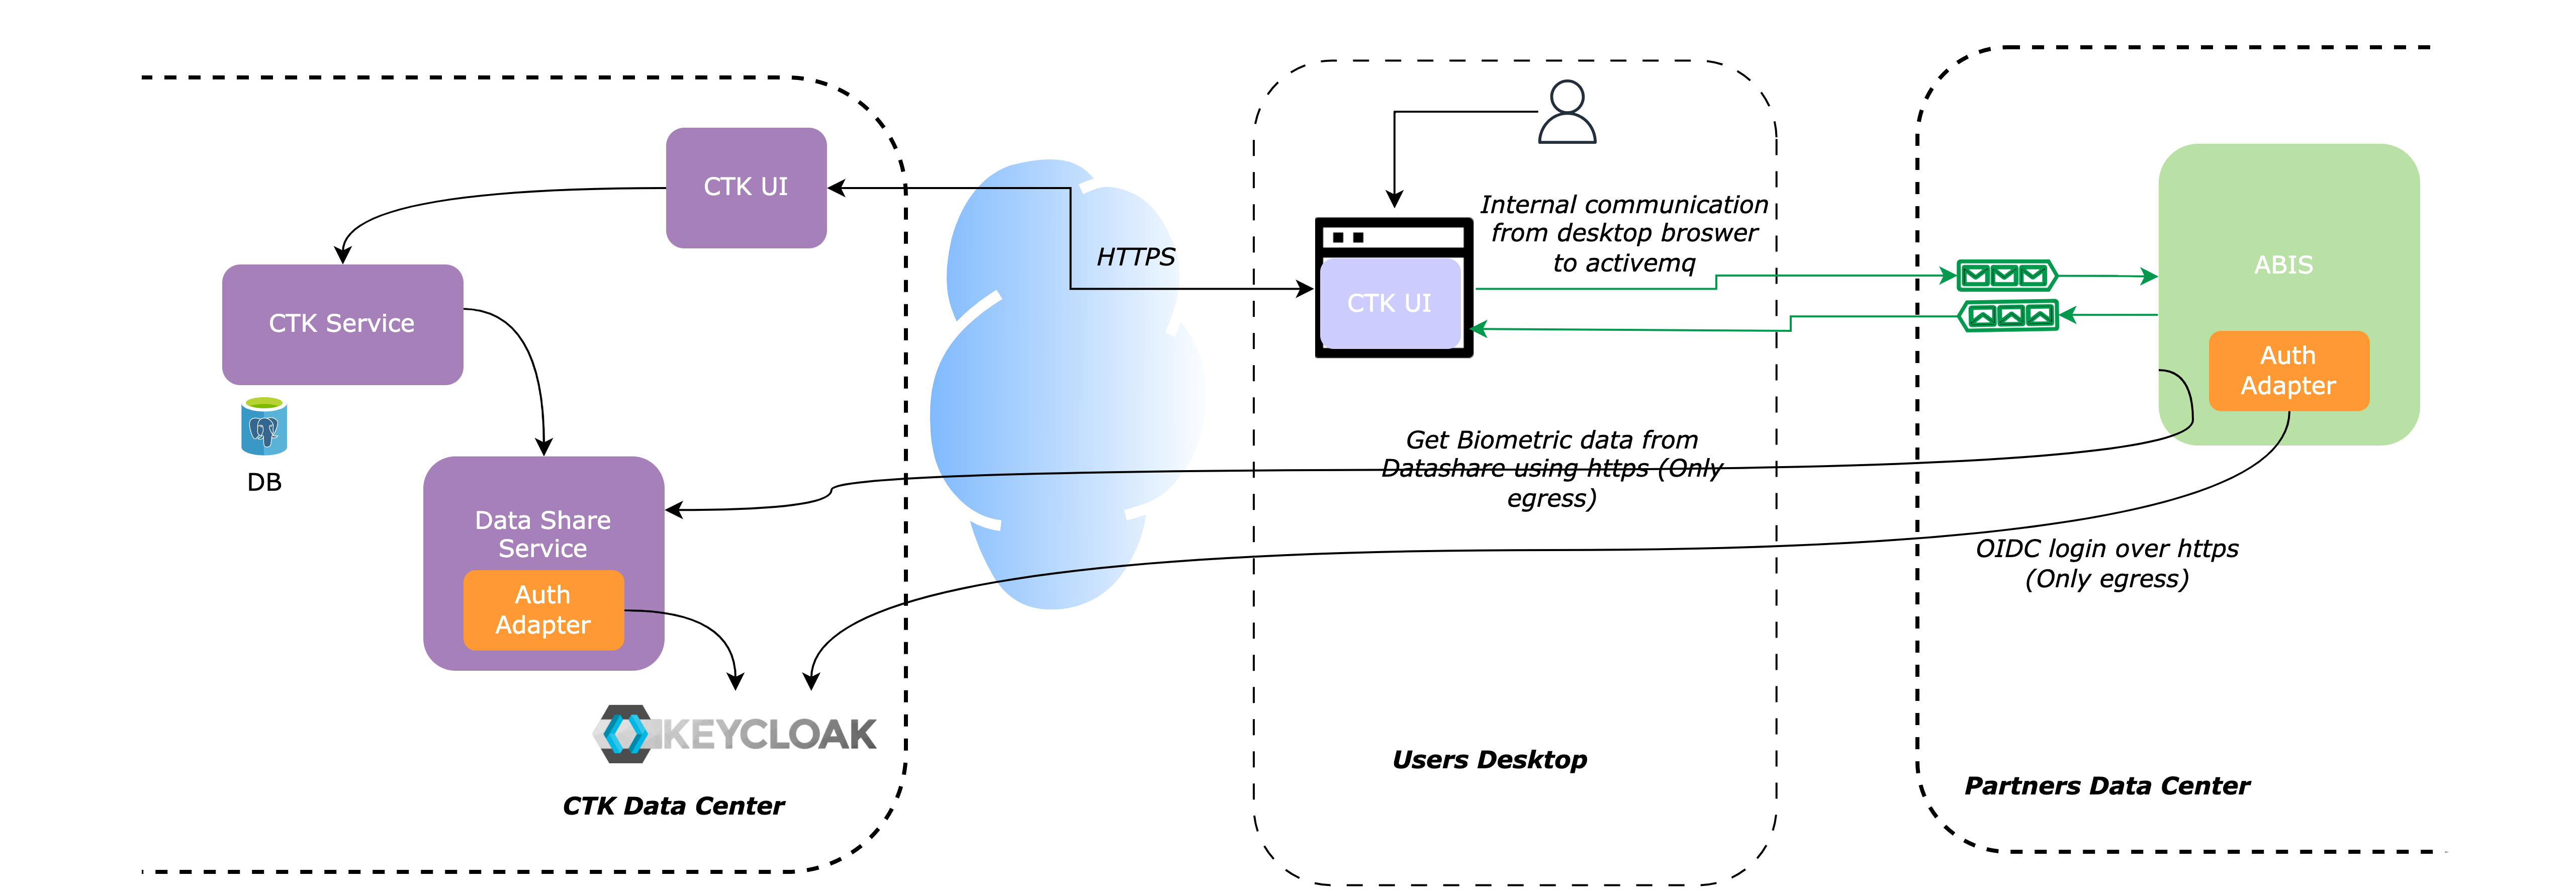 CTK UI
CTK Service
DB
Data Share
Service
Auth
Adapter
KEYCLOAK
CTK Data Center
HTTPS
Internal communication
from desktop broswer
to activemq
CTK UI
Get Biometric data from
Datashare using https (Only
egress)
Users Desktop
ABIS
Auth
Adapter
OIDC login over https
(Only egress)
Partners Data Center